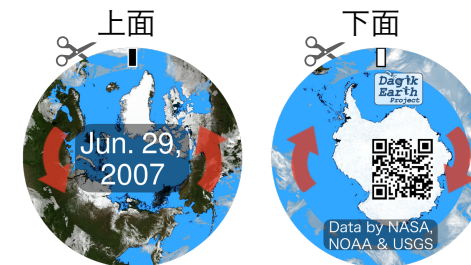 上面
下面
Jun. 29,
2007
Dagik
Earth
Project
Data by NASA,
NOAA & USGS